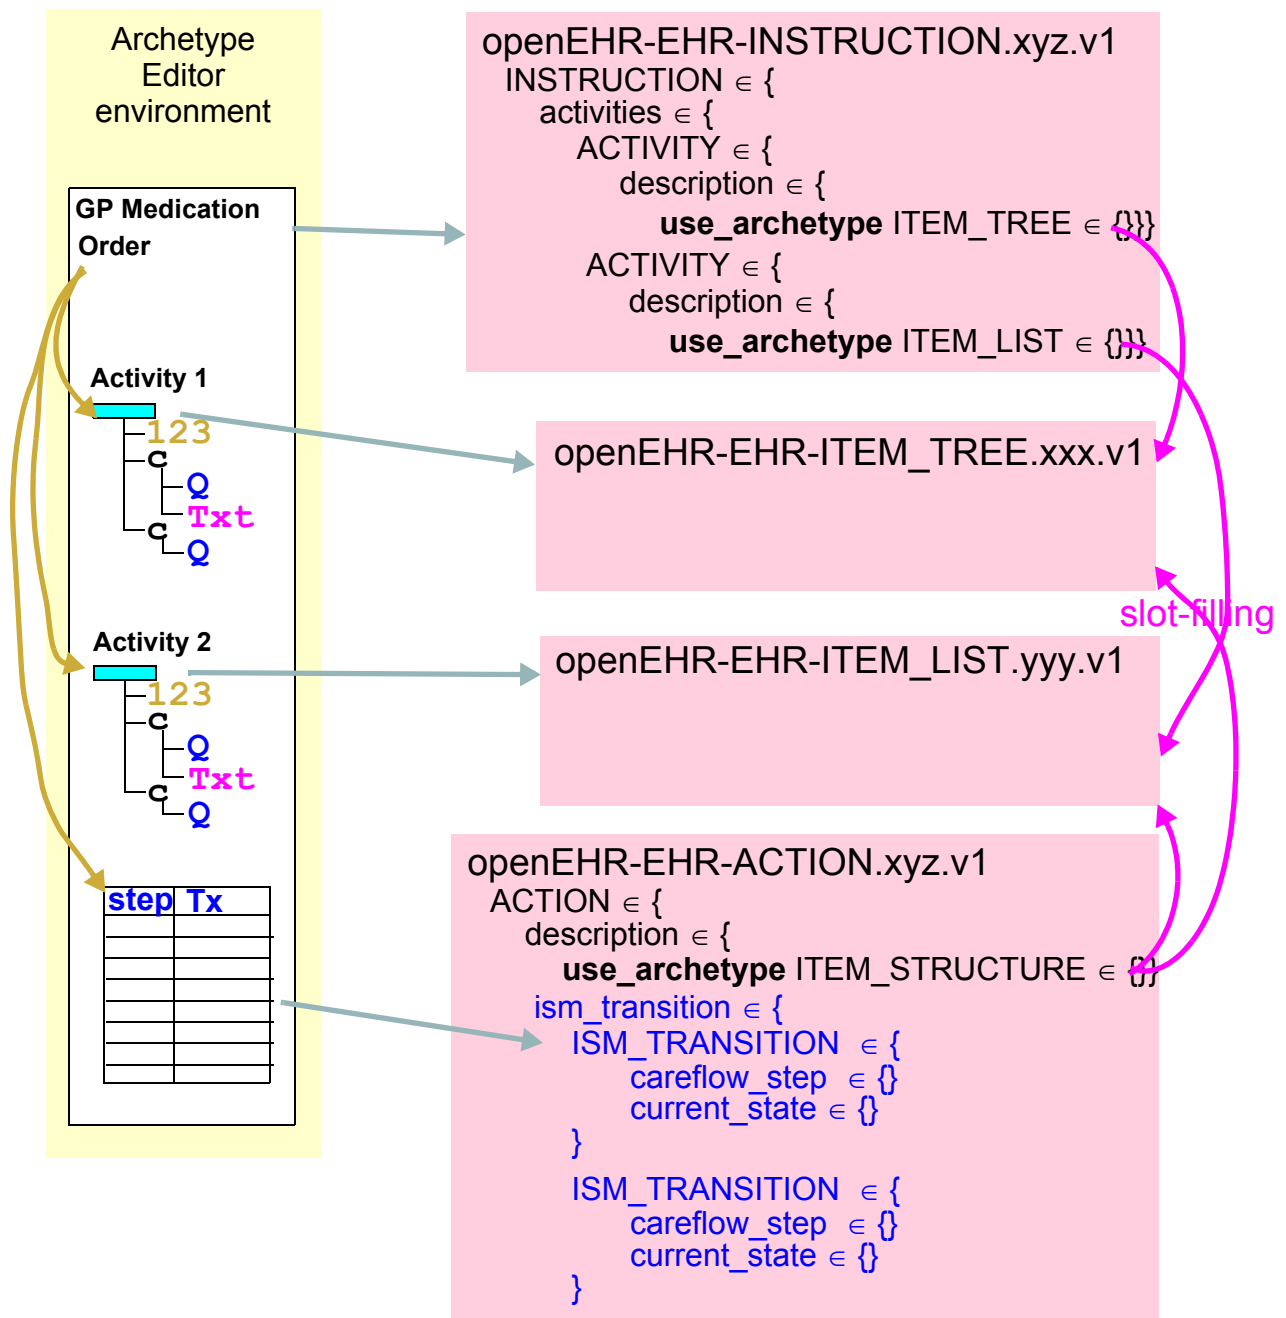 Archetype
Editor
environment
GP Medication
Order
Activity 1
123
C
Q
Txt
C
Q
Activity 2
123
C
Q
Txt
C
Q
step Tx
openEHR-EHR-INSTRUCTION.xyz.v1
INSTRUCTION ∈ {
activities ∈ {
ACTIVITY ∈ {
description ∈ {
use_archetype ITEM_TREE ∈ {}}}
ACTIVITY ∈ {
description ∈ {
use_archetype ITEM_LIST ∈ {}}}
openEHR-EHR-ITEM_TREE.xxx.v1
slot-filling
openEHR-EHR-ITEM_LIST.yyy.v1
openEHR-EHR-ACTION.xyz.v1
ACTION ∈ {
description ∈ {
use_archetype ITEM_STRUCTURE ∈ {}}
ism_transition ∈ {
ISM_TRANSITION ∈ {
careflow_step ∈ {}
current_state ∈ {}
}
ISM_TRANSITION ∈ {
careflow_step ∈ {}
current_state ∈ {}
}